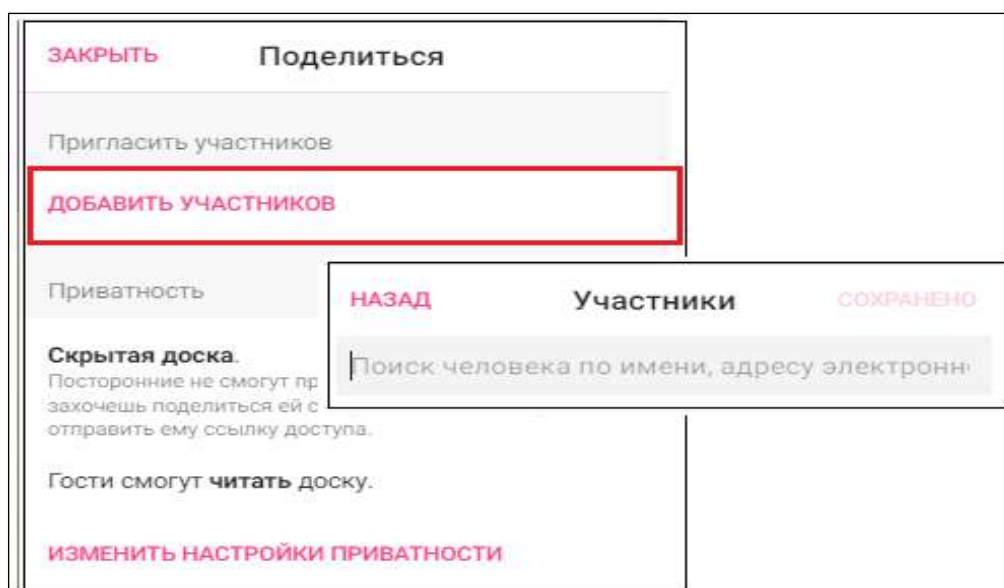 ЗАКРЫТЬ Поделиться
Пригласить участников
ДОБАВИТЬ УЧАСТНИКОВ
Приватность
НАЗАД Участники СОХРАНЕНО
Поиск человека по имени, адресу электронн
Скрытая доска.
Посторонние не смогут пр
захочешь поделиться ей с
отправить ему ссылку доступа.
Гости смогут читать доску.
ИЗМЕНИТЬ НАСТРОЙКИ ПРИВАТНОСТИ